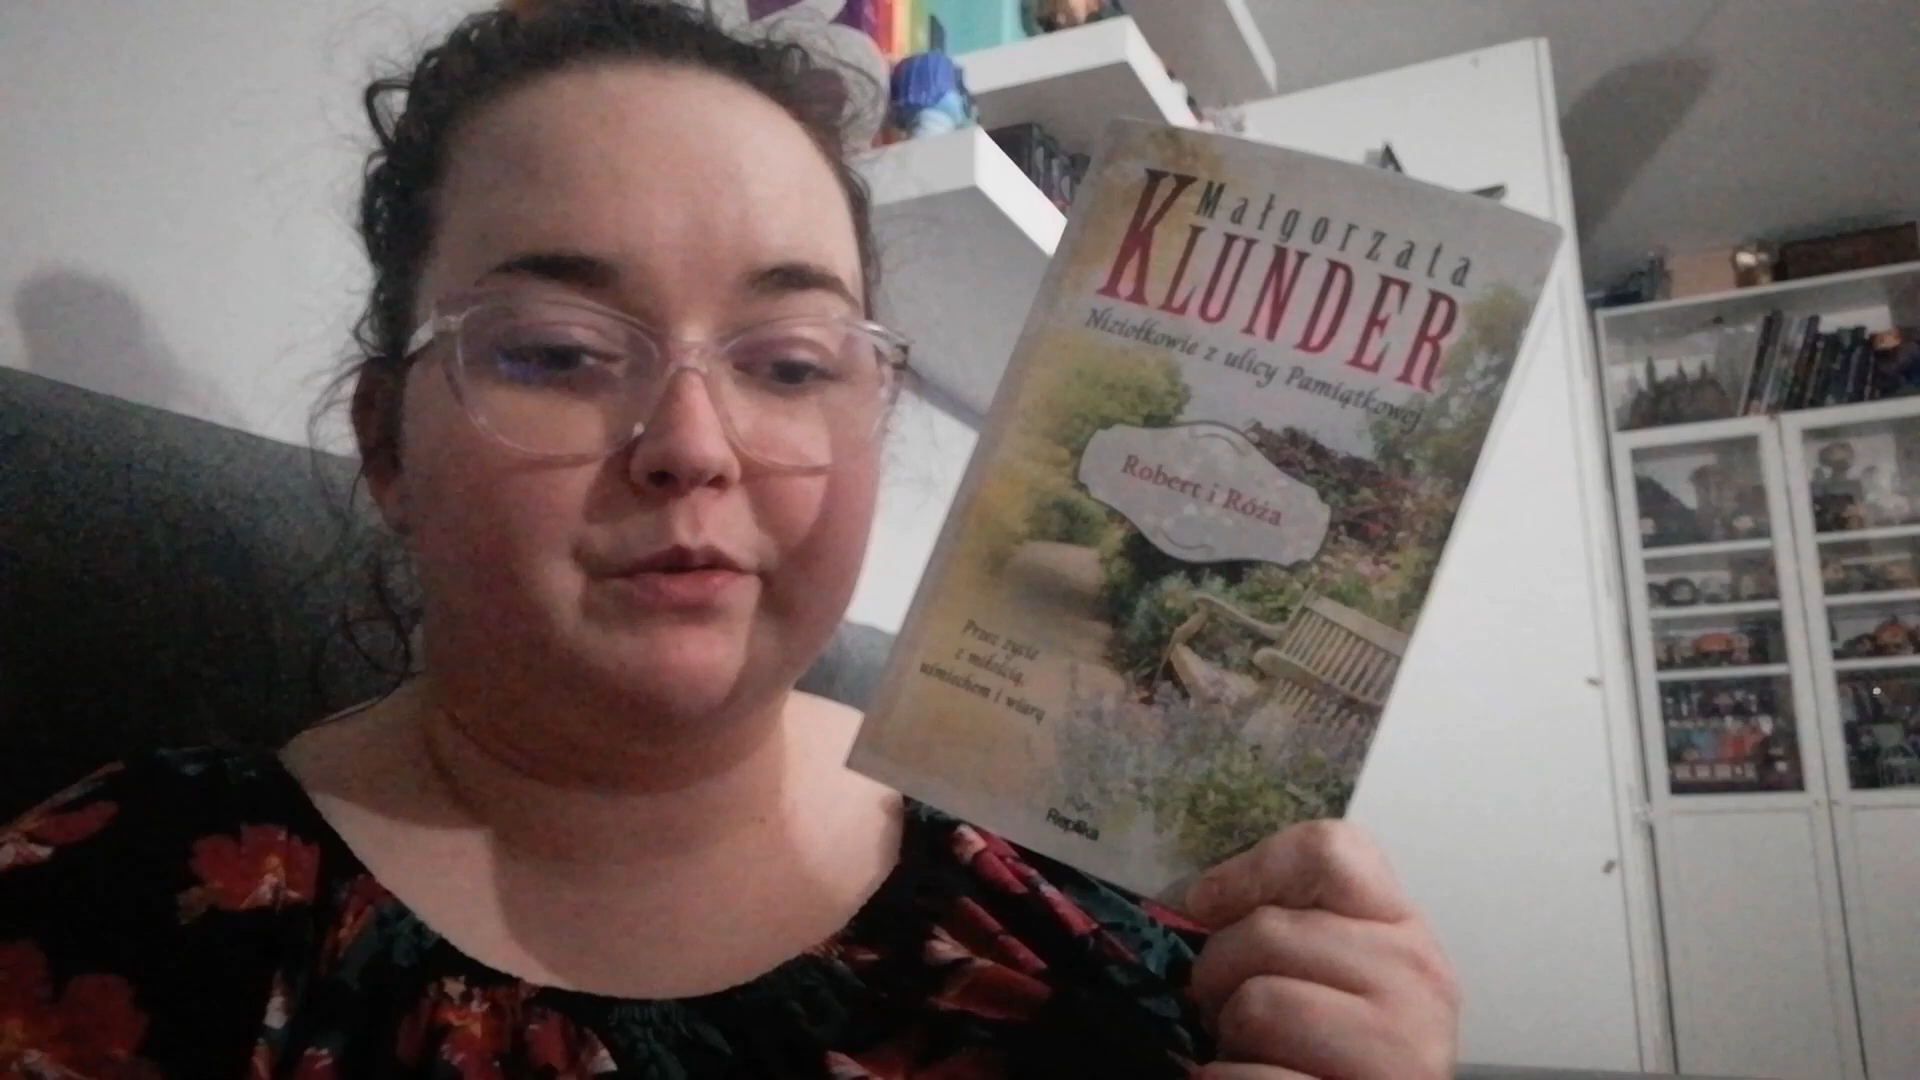 Małgorzata
KLUNDER
Niziołkowie z ulicy Pamiątkowej
Robert i Róża
Przez życie
z miłością,
uśmiechem i wiarą
Replika